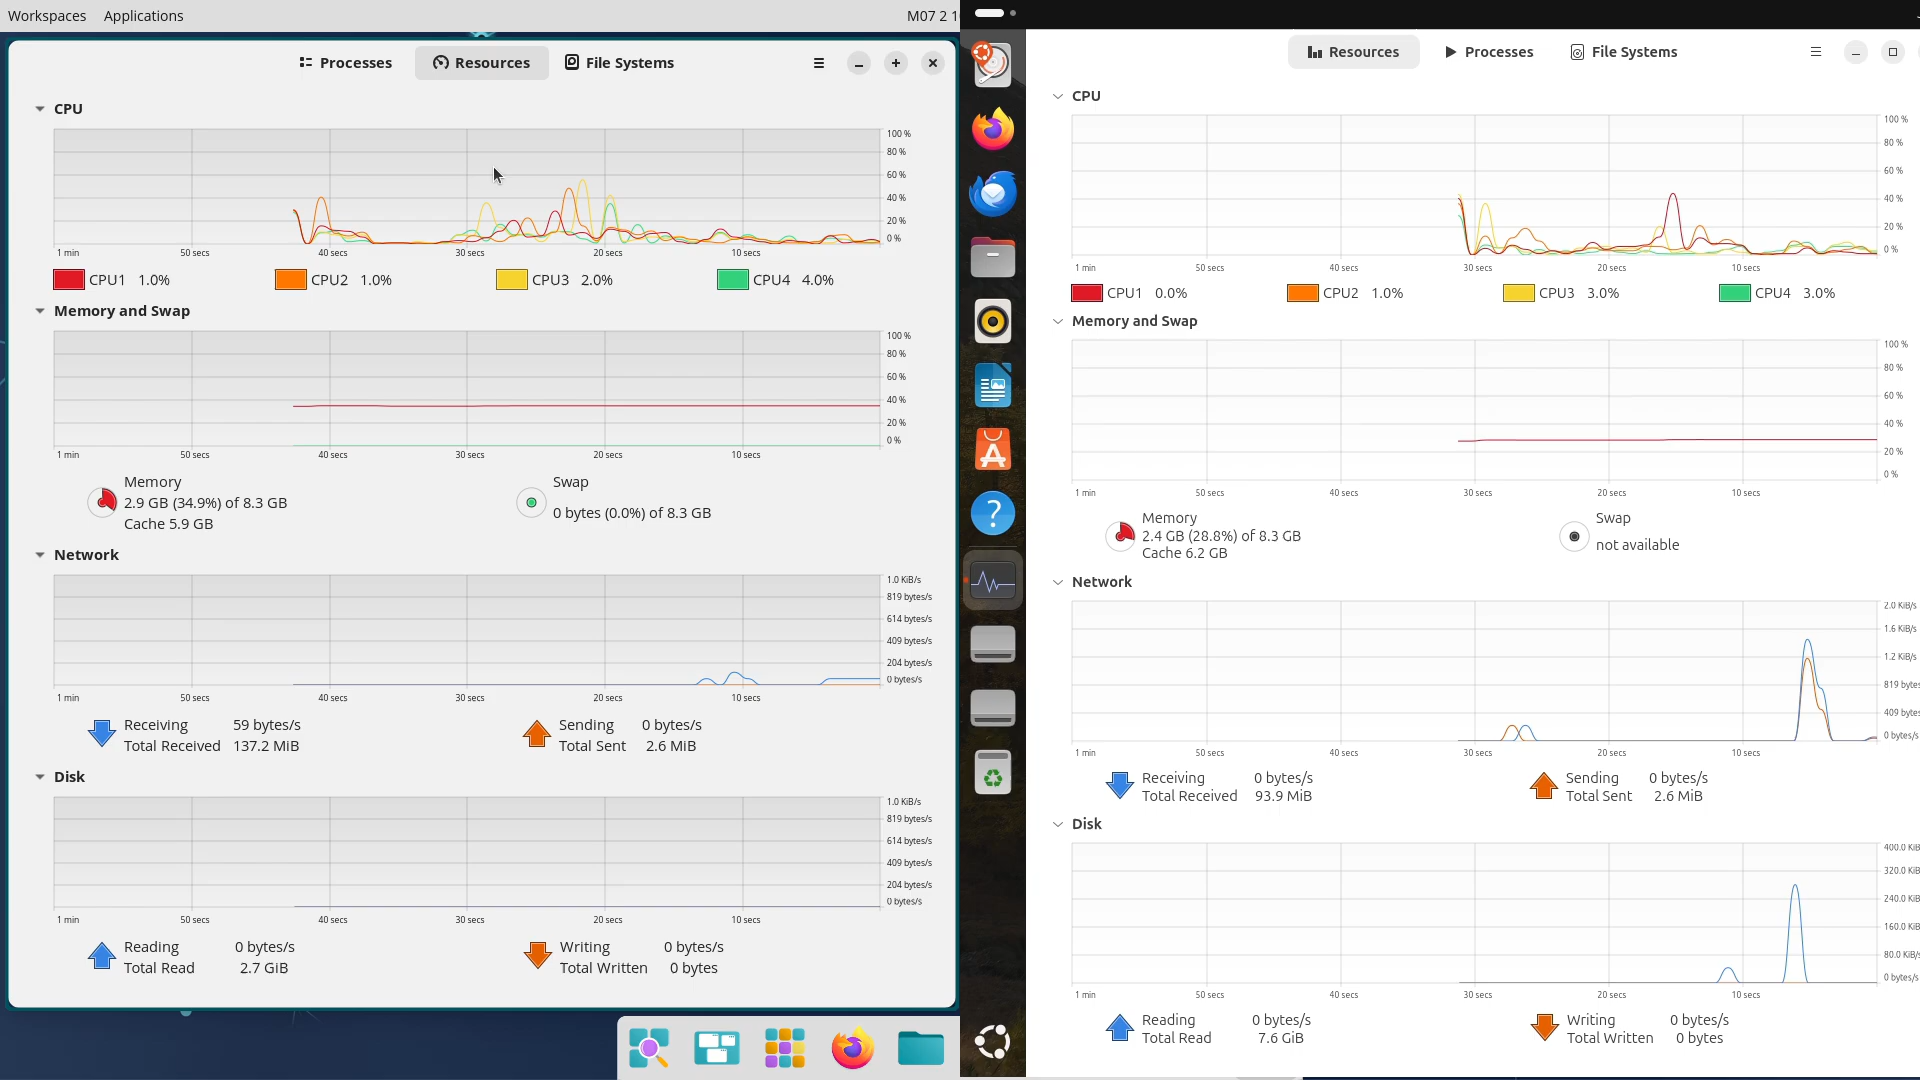 Workspaces Applications M07 2 1
Processes Resources File Systems
CPU
100 %
80 %
60 %
40 %
20 %
0 %
1 min 50 secs 40 secs 30 secs 20 secs 10 secs
CPU1 1.0% CPU2 1.0% CPU3 2.0% CPU4 4.0%
Memory and Swap
100 %
80 %
60 %
40 %
20 %
0 %
1 min 50 secs 40 secs 30 secs 20 secs 10 secs
Memory
2.9 GB (34.9%) of 8.3 GB
Cache 5.9 GB
Swap
0 bytes (0.0%) of 8.3 GB
Network
1.0 KiB/s
819 bytes/s
614 bytes/s
409 bytes/s
204 bytes/s
0 bytes/s
1 min 50 secs 40 secs 30 secs 20 secs 10 secs
Receiving 59 bytes/s Sending 0 bytes/s
Total Received 137.2 MiB Total Sent 2.6 MiB
Disk
1.0 KiB/s
819 bytes/s
614 bytes/s
409 bytes/s
204 bytes/s
0 bytes/s
1 min 50 secs 40 secs 30 secs 20 secs 10 secs
Reading 0 bytes/s Writing 0 bytes/s
Total Read 2.7 GiB Total Written 0 bytes
Resources Processes File Systems
CPU
100 %
80 %
60 %
40 %
20 %
0 %
1 min 50 secs 40 secs 30 secs 20 secs 10 secs
CPU1 0.0% CPU2 1.0% CPU3 3.0% CPU4 3.0%
Memory and Swap
100 %
80 %
60 %
40 %
20 %
0 %
1 min 50 secs 40 secs 30 secs 20 secs 10 secs
Memory
2.4 GB (28.8%) of 8.3 GB
Cache 6.2 GB
Swap
not available
Network
2.0 KiB/s
1.6 KiB/s
1.2 KiB/s
819 bytes
409 bytes
0 bytes/s
1 min 50 secs 40 secs 30 secs 20 secs 10 secs
Receiving 0 bytes/s Sending 0 bytes/s
Total Received 93.9 MiB Total Sent 2.6 MiB
Disk
400.0 KiB
320.0 KiB
240.0 KiB
160.0 KiB
80.0 KiB/
0 bytes/s
1 min 50 secs 40 secs 30 secs 20 secs 10 secs
Reading 0 bytes/s Writing 0 bytes/s
Total Read 7.6 GiB Total Written 0 bytes